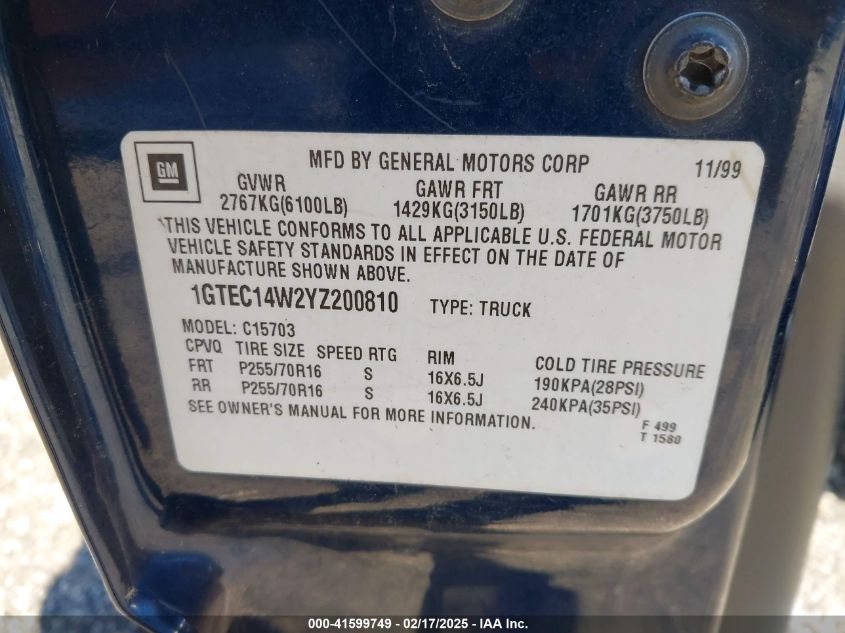 GM
MFD BY GENERAL MOTORS CORP 11/99
GVWR GAWR FRT GAWR RR
2767KG(6100LB) 1429KG(3150LB) 1701KG(3750LB)
THIS VEHICLE CONFORMS TO ALL APPLICABLE U.S. FEDERAL MOTOR
VEHICLE SAFETY STANDARDS IN EFFECT ON THE DATE OF
MANUFACTURE SHOWN ABOVE.
1GTEC14W2YZ200810 TYPE: TRUCK
MODEL: C15703
CPVQ TIRE SIZE SPEED RTG RIM COLD TIRE PRESSURE
FRT P255/70R16 S 16X6.5J 190KPA(28PSI)
RR P255/70R16 S 16X6.5J 240KPA(35PSI)
SEE OWNER'S MANUAL FOR MORE INFORMATION.
F 499
T 1580
000-41599749 - 02/17/2025 - IAA Inc.